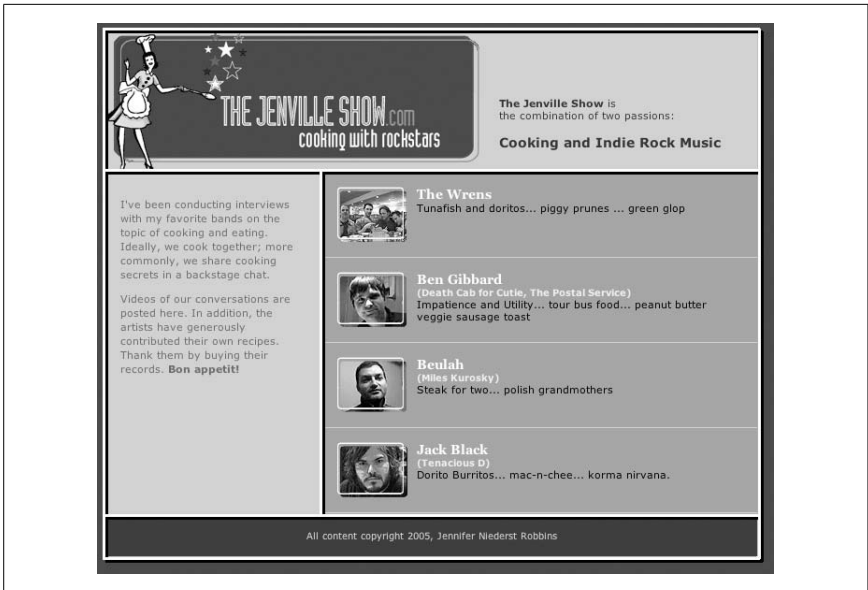 THE JENVILLE SHOW.com
cooking with rockstars
The Jenville Show is
the combination of two passions:
Cooking and Indie Rock Music
I've been conducting interviews
with my favorite bands on the
topic of cooking and eating.
Ideally, we cook together; more
commonly, we share cooking
secrets in a backstage chat.
Videos of our conversations are
posted here. In addition, the
artists have generously
contributed their own recipes.
Thank them by buying their
records. Bon appetit!
The Wrens
Tunafish and doritos... piggy prunes ... green glop
Ben Gibbard
(Death Cab for Cutie, The Postal Service)
Impatience and Utility... tour bus food... peanut butter
veggie sausage toast
Beulah
(Miles Kurosky)
Steak for two... polish grandmothers
Jack Black
(Tenacious D)
Dorito Burritos... mac-n-chee... korma nirvana.
All content copyright 2005, Jennifer Niederst Robbins